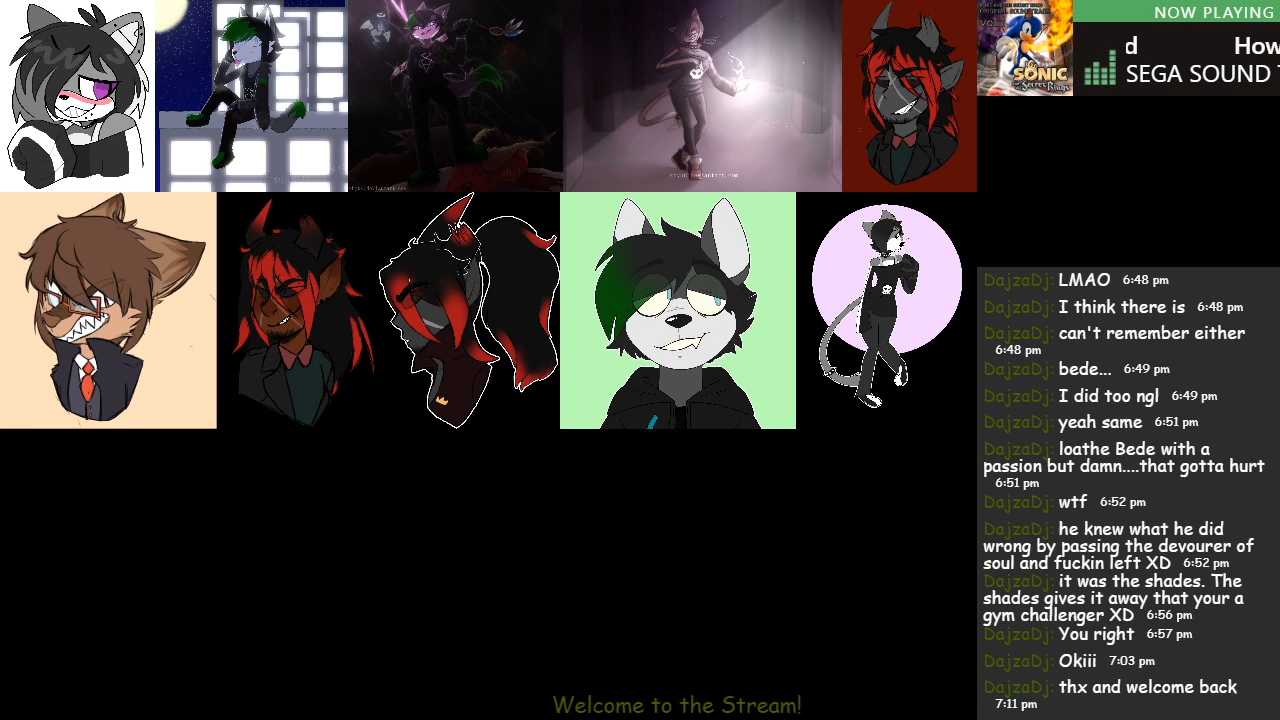 NOW PLAYING
SONIC
and the Secret Rings
ORIGINAL SOUNDTRACK
d How
SEGA SOUND T
DajzaDj: LMAO 6:48 pm
DajzaDj: I think there is 6:48 pm
DajzaDj: can't remember either
6:48 pm
DajzaDj: bede... 6:49 pm
DajzaDj: I did too ngl 6:49 pm
DajzaDj: yeah same 6:51 pm
DajzaDj: loathe Bede with a
passion but damn....that gotta hurt
6:51 pm
DajzaDj: wtf 6:52 pm
DajzaDj: he knew what he did
wrong by passing the devourer of
soul and fuckin left XD 6:52 pm
DajzaDj: it was the shades. The
shades gives it away that your a
gym challenger XD 6:56 pm
DajzaDj: You right 6:57 pm
DajzaDj: Okiii 7:03 pm
DajzaDj: thx and welcome back
7:11 pm
Welcome to the Stream!